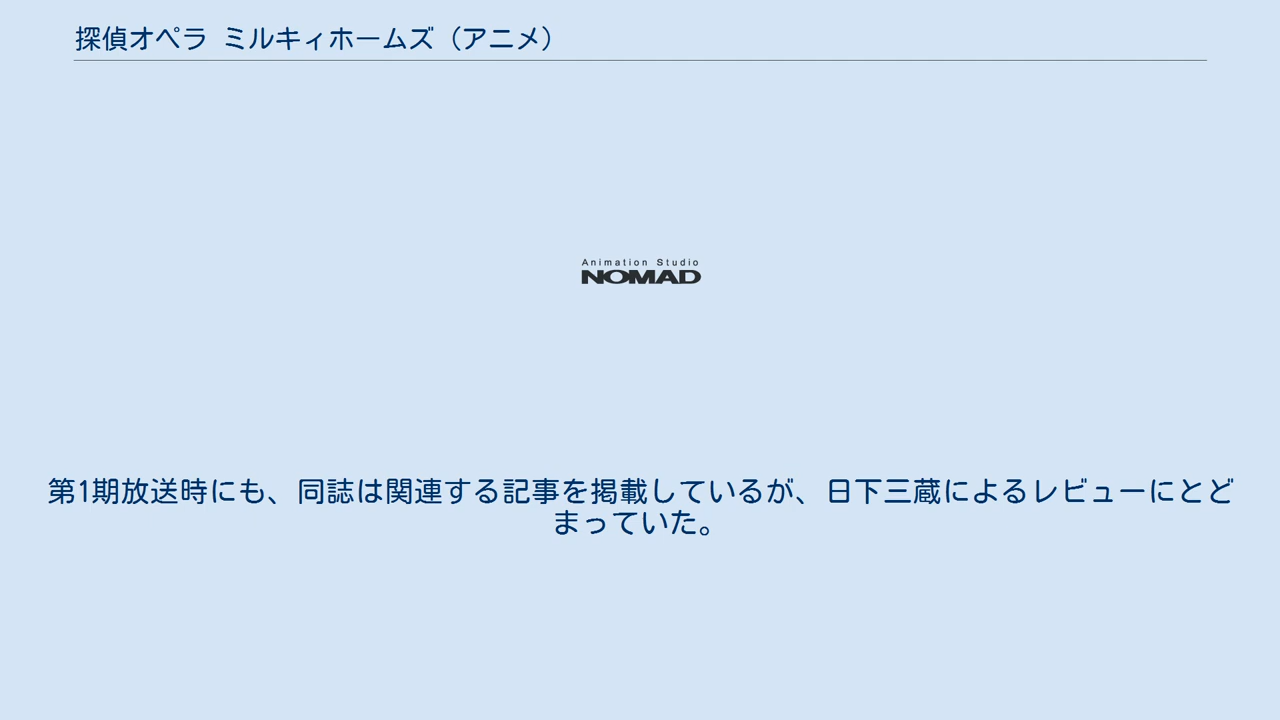 探偵オペラ ミルキィホームズ（アニメ）
Animation Studio
NOMAD
第1期放送時にも、同誌は関連する記事を掲載しているが、日下三蔵によるレビューにとど
まっていた。